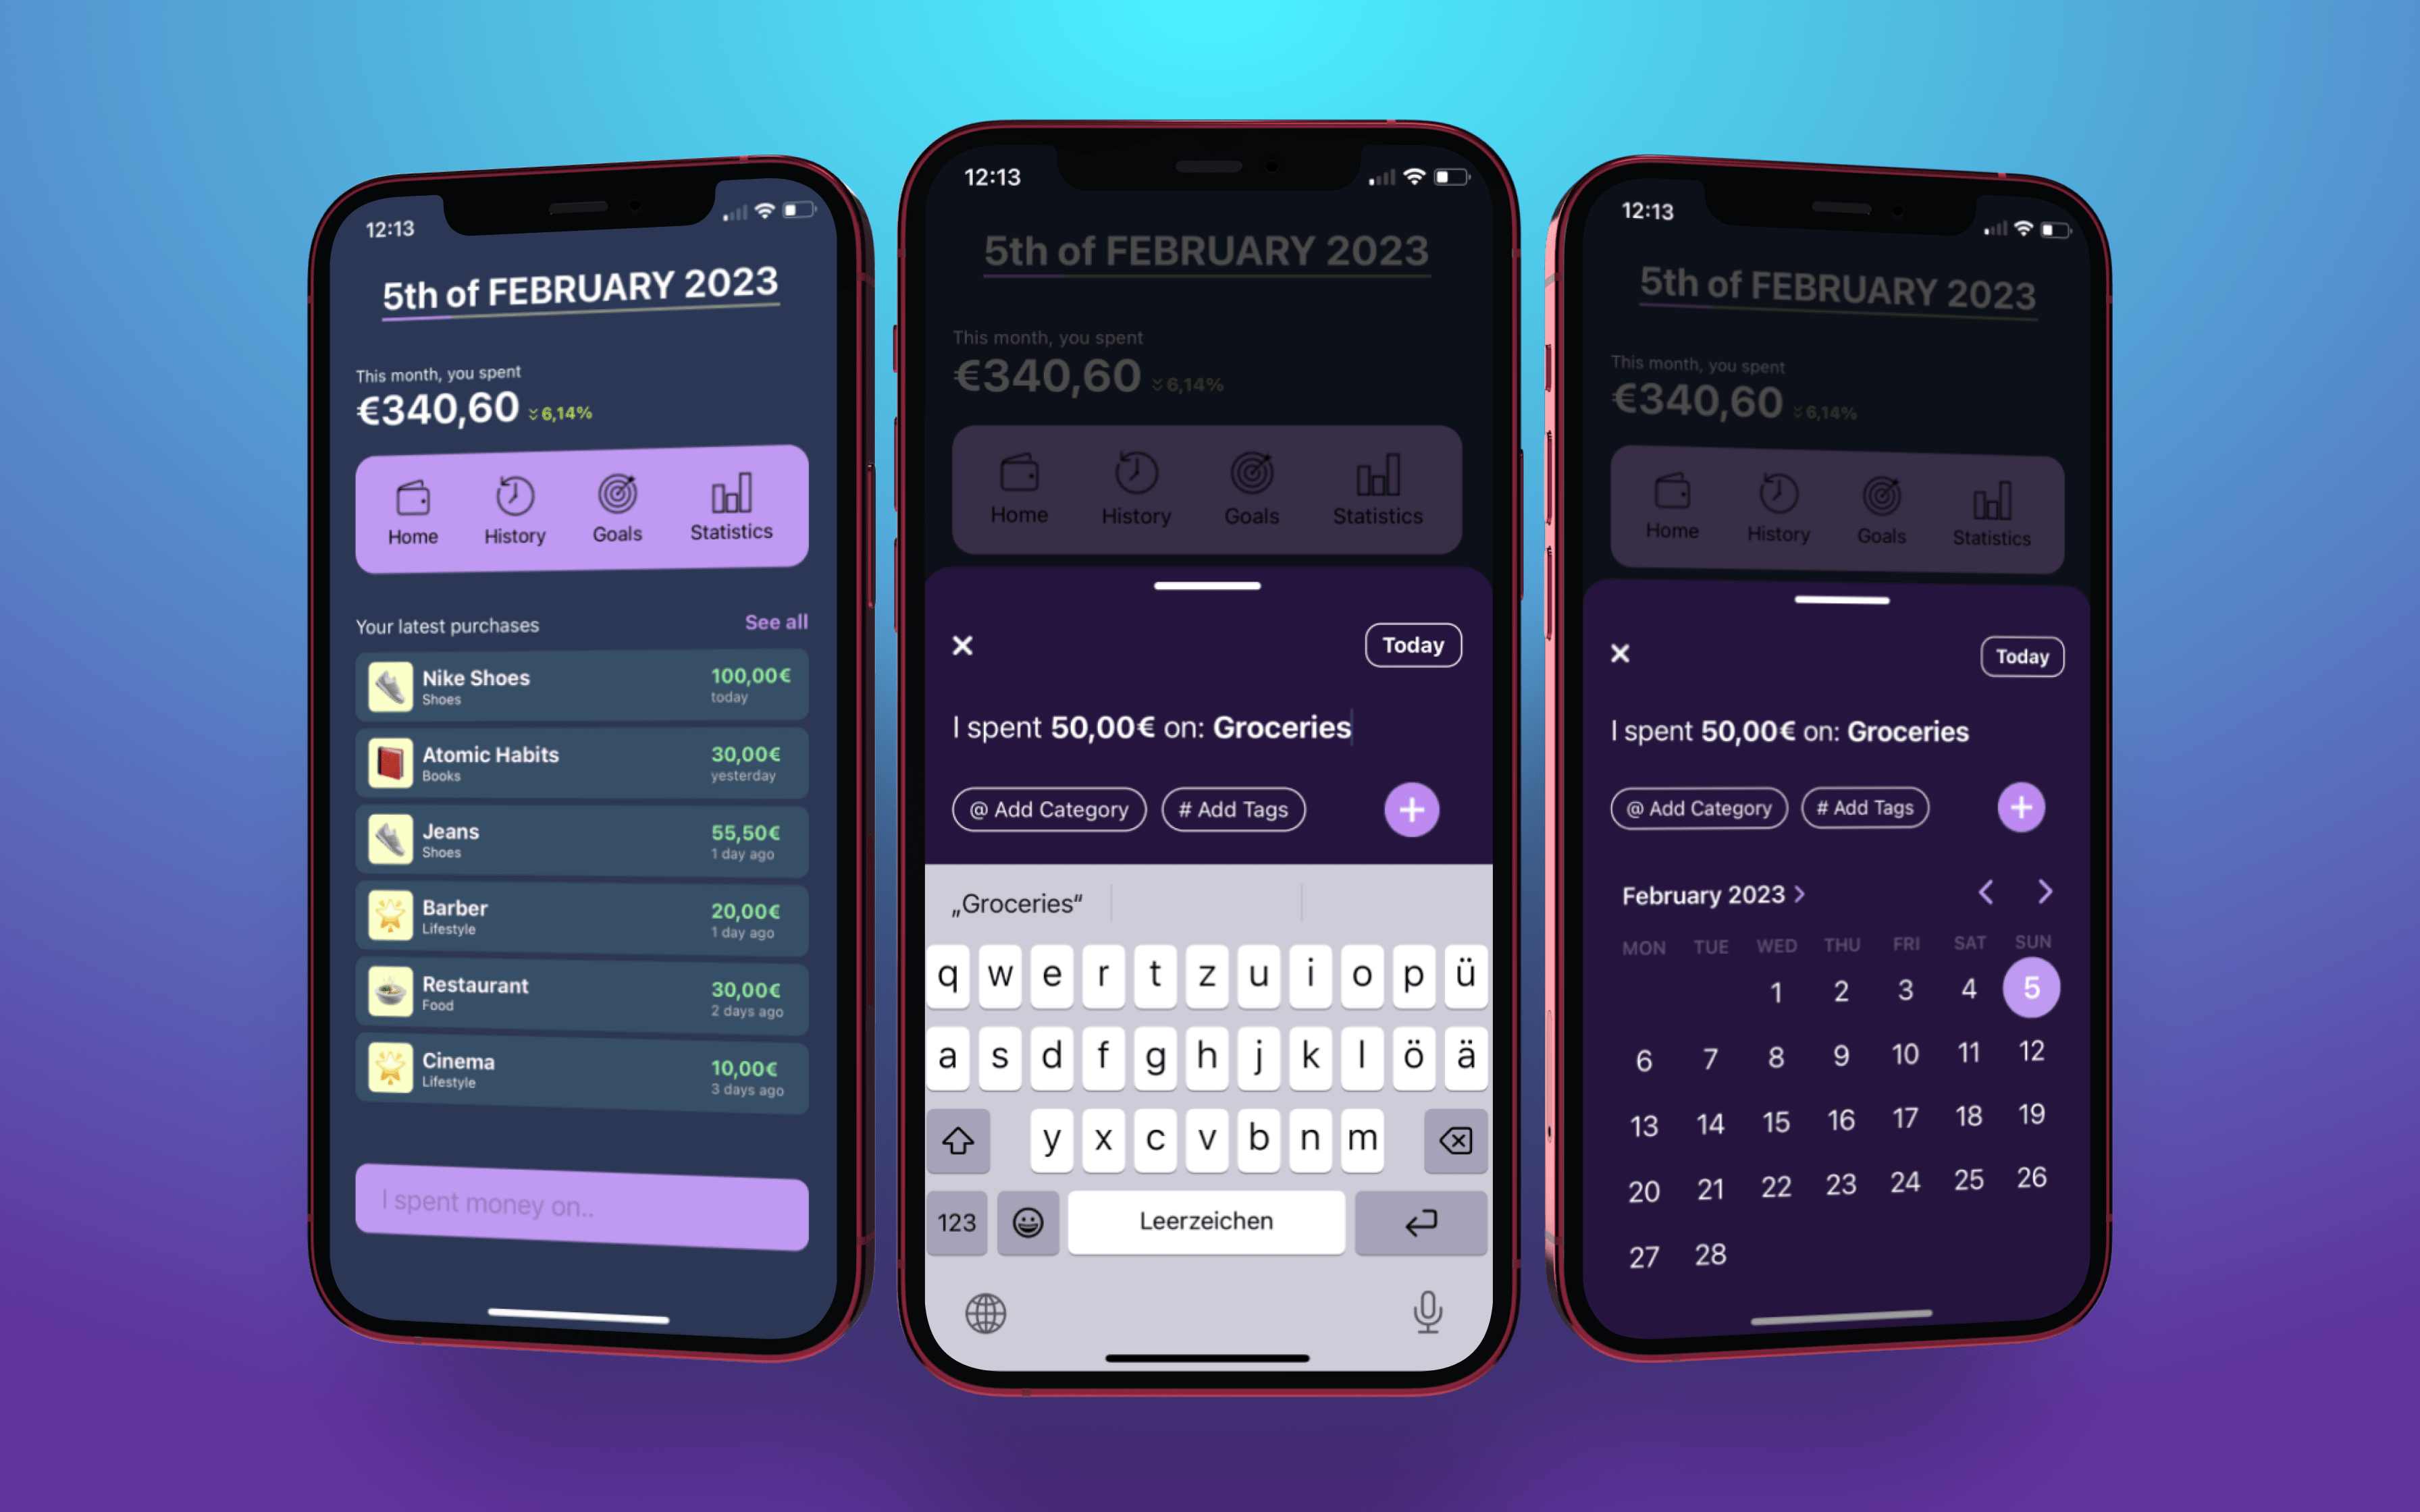 12:13
5th of FEBRUARY 2023
This month, you spent
€340,60 6,14%
Home History Goals Statistics
Your latest purchases See all
Nike Shoes 100,00€
Shoes today
Atomic Habits 30,00€
Books yesterday
Jeans 55,50€
Shoes 1 day ago
Barber 20,00€
Lifestyle 1 day ago
Restaurant 30,00€
Food 2 days ago
Cinema 10,00€
Lifestyle 3 days ago
I spent money on..
12:13
5th of FEBRUARY 2023
This month, you spent
€340,60 6,14%
Home History Goals Statistics
Today
I spent 50,00€ on: Groceries
@ Add Category # Add Tags
„Groceries“
q w e r t z u i o p ü
a s d f g h j k l ö ä
y x c v b n m
123 Leerzeichen
12:13
5th of FEBRUARY 2023
This month, you spent
€340,60 6,14%
Home History Goals Statistics
Today
I spent 50,00€ on: Groceries
@ Add Category # Add Tags
February 2023
MON TUE WED THU FRI SAT SUN
1 2 3 4 5
6 7 8 9 10 11 12
13 14 15 16 17 18 19
20 21 22 23 24 25 26
27 28